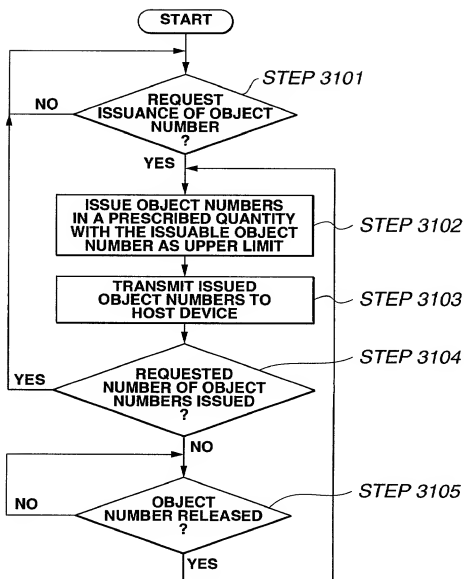 START
STEP 3101
NO
REQUEST
ISSUANCE OF OBJECT
NUMBER
?
YES
ISSUE OBJECT NUMBERS
IN A PRESCRIBED QUANTITY
WITH THE ISSUABLE OBJECT
NUMBER AS UPPER LIMIT
STEP 3102
TRANSMIT ISSUED
OBJECT NUMBERS TO
HOST DEVICE
STEP 3103
STEP 3104
YES
REQUESTED
NUMBER OF OBJECT
NUMBERS ISSUED
?
NO
NO
OBJECT
NUMBER RELEASED
?
STEP 3105
YES